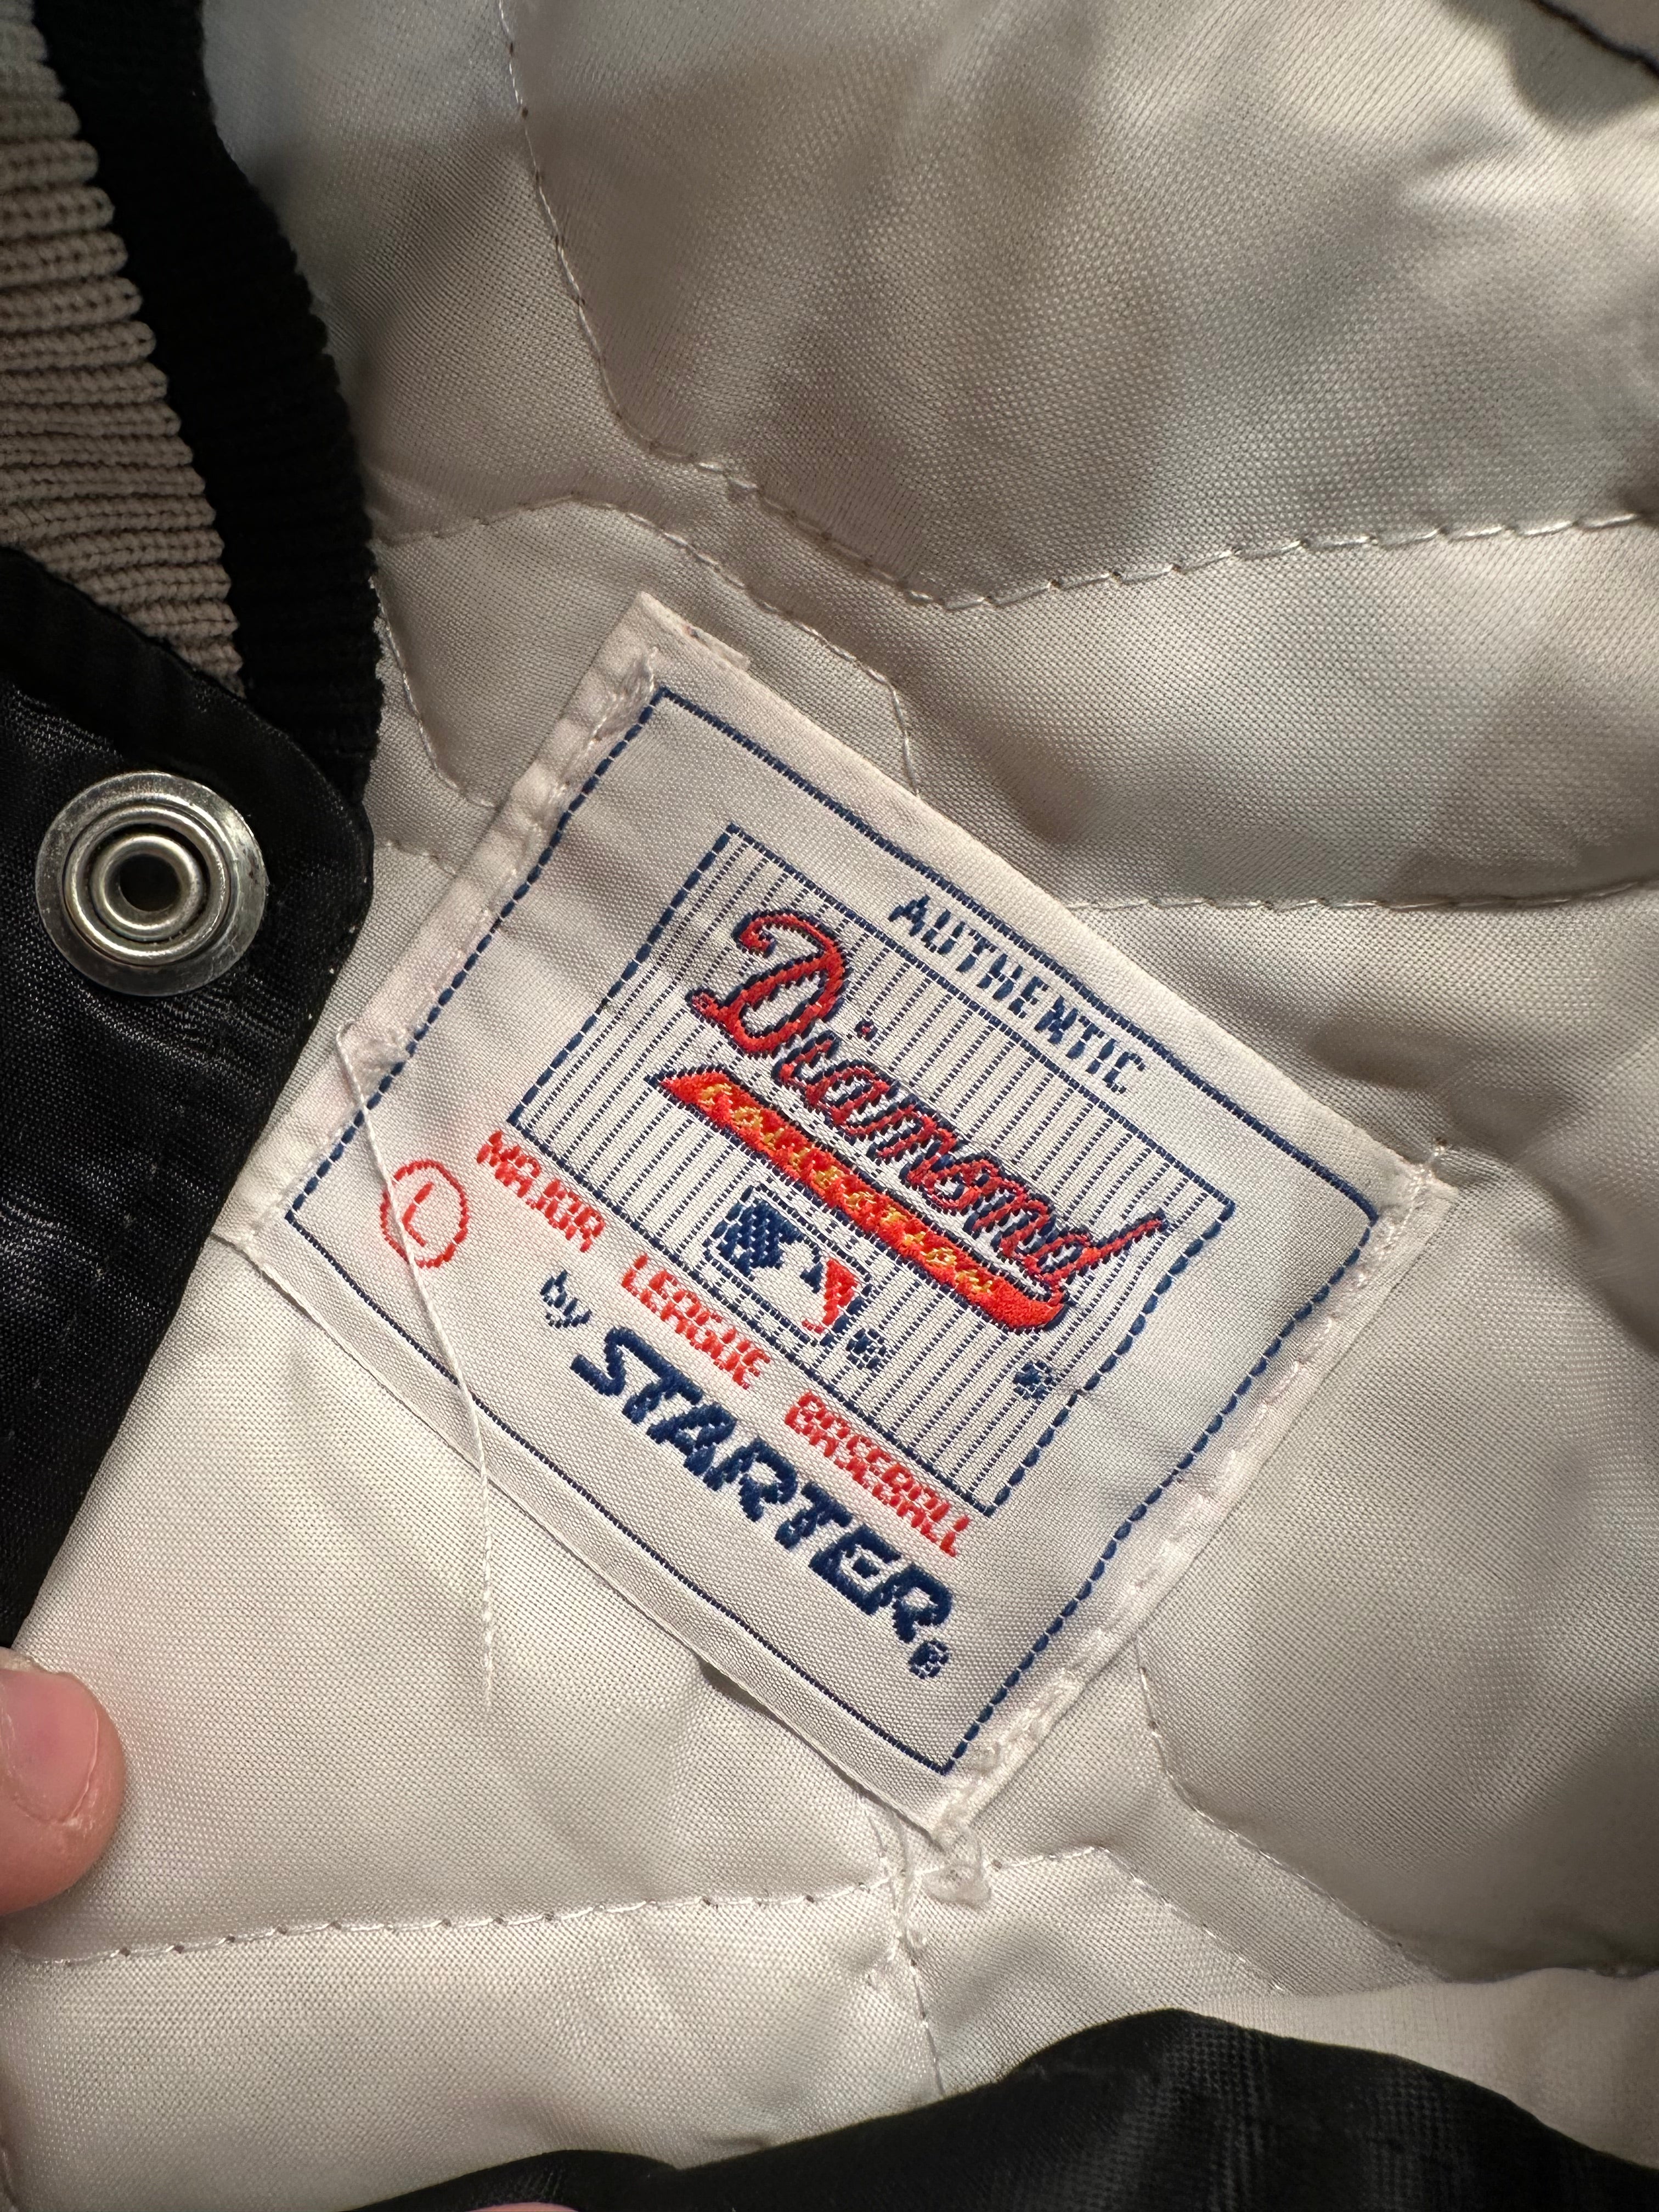 AUTHENTIC
Diamond
COLLECTION
®
®
MAJOR LEAGUE BASEBALL
L
by
STARTER®